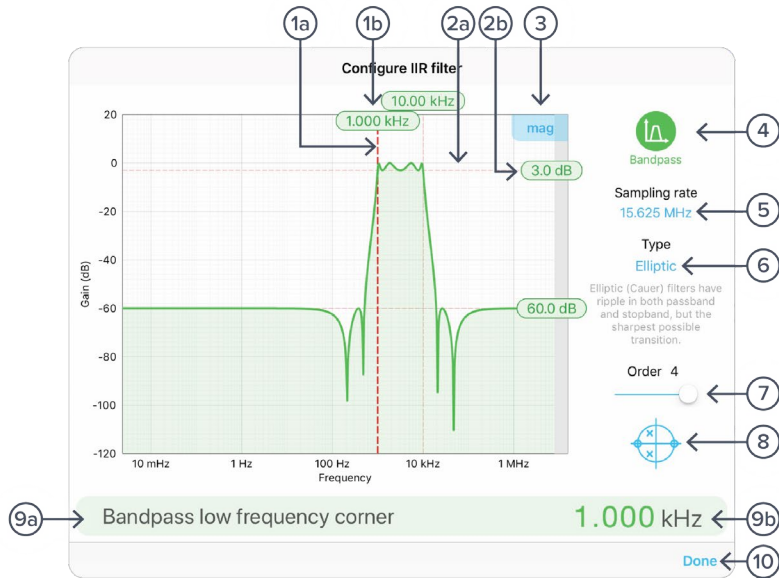 1a
1b
2a
2b
3
Configure IIR filter
10.00 kHz
1.000 kHz
mag
20
0
-20
-40
-60
-80
-100
-120
Gain (dB)
3.0 dB
60.0 dB
10 mHz
1 Hz
100 Hz
10 kHz
1 MHz
Frequency
4
Bandpass
Sampling rate
15.625 MHz
5
Type
Elliptic
6
Elliptic (Cauer) filters have
ripple in both passband
and stopband, but the
sharpest possible
transition.
Order 4
7
8
9a
Bandpass low frequency corner
1.000 kHz
9b
Done
10